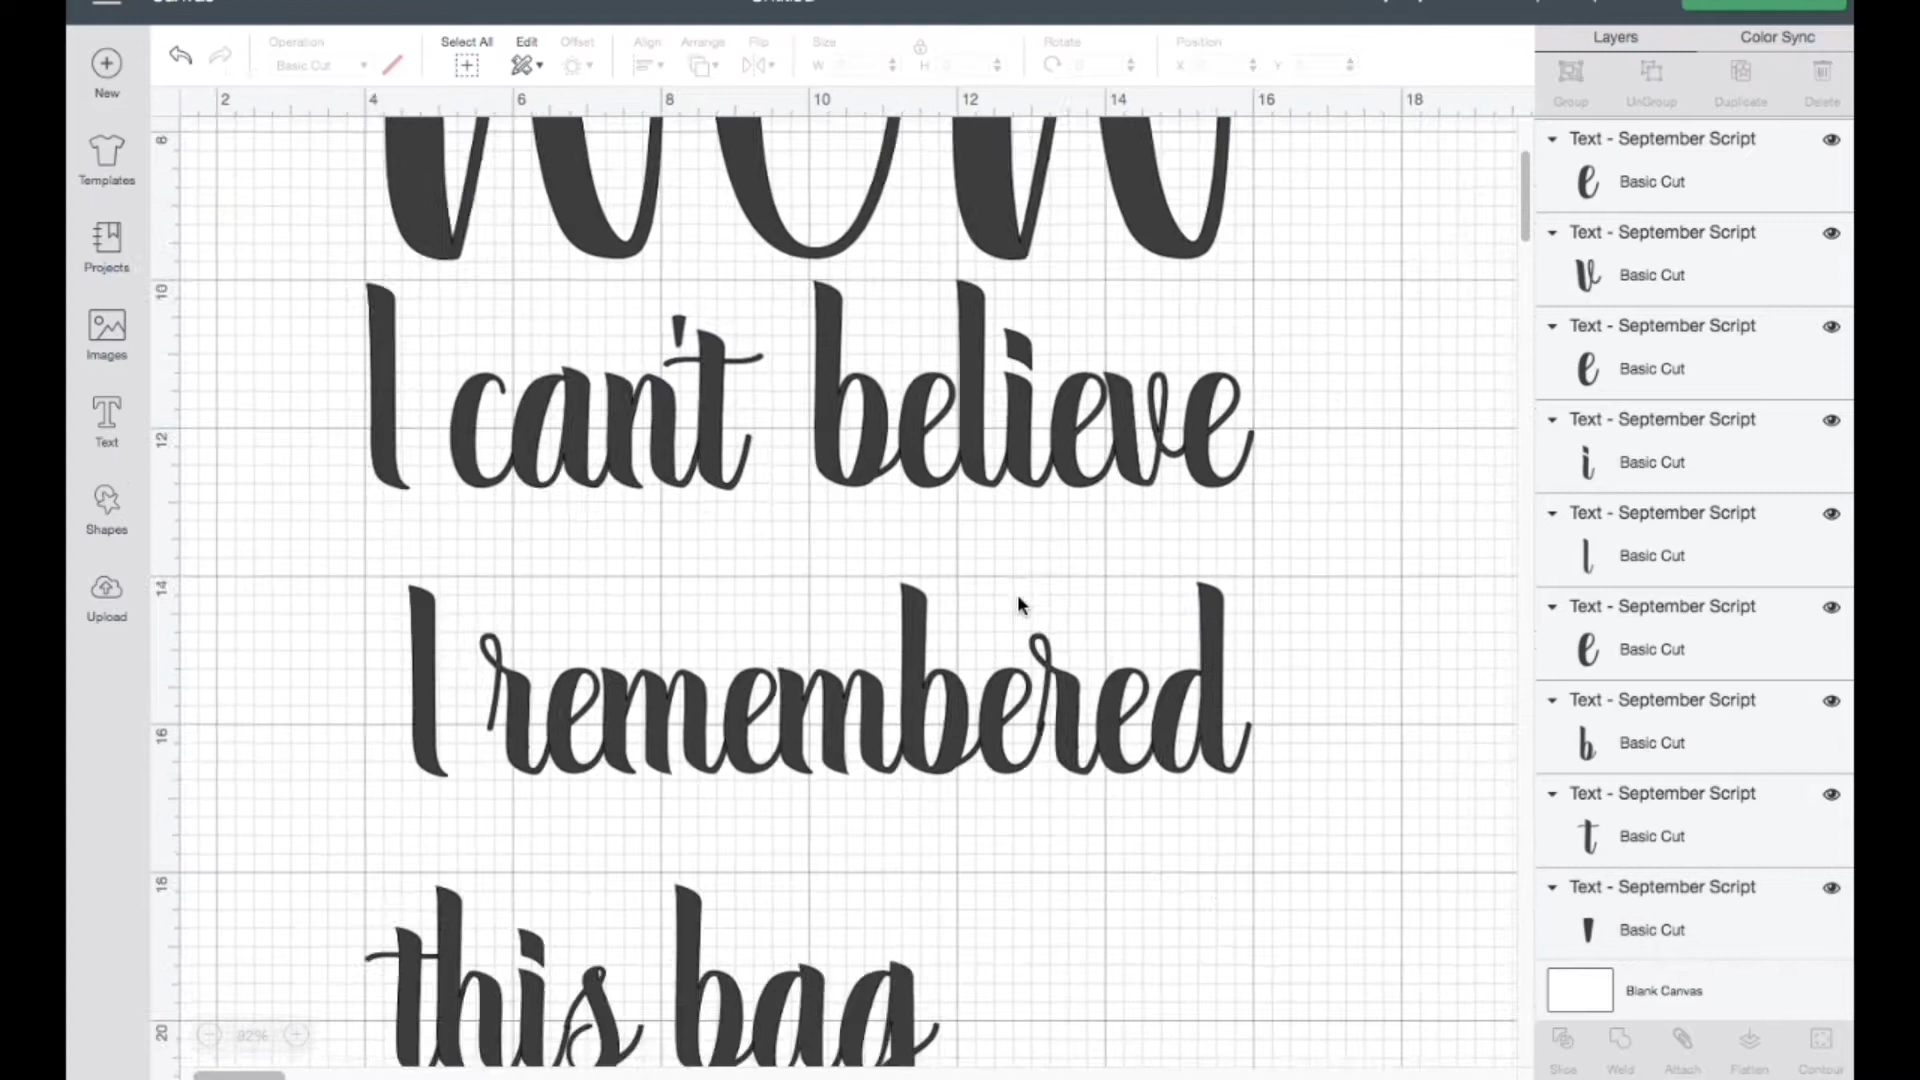 Operation
Select All
Edit
Offset
Align
Arrange
Flip
Size
Rotate
Position
Basic Cut
W
H
X
Y
Layers
Color Sync
Group
UnGroup
Duplicate
Delete
New
Templates
Projects
Images
Text
Shapes
Upload
2 4 6 8 10 12 14 16 18
8
10
12
14
16
18
20
I can't believe
I remembered
this bag
82%
Text - September Script
e Basic Cut
Text - September Script
v Basic Cut
Text - September Script
e Basic Cut
Text - September Script
i Basic Cut
Text - September Script
l Basic Cut
Text - September Script
e Basic Cut
Text - September Script
b Basic Cut
Text - September Script
t Basic Cut
Text - September Script
' Basic Cut
Blank Canvas
Slice
Weld
Attach
Flatten
Contour